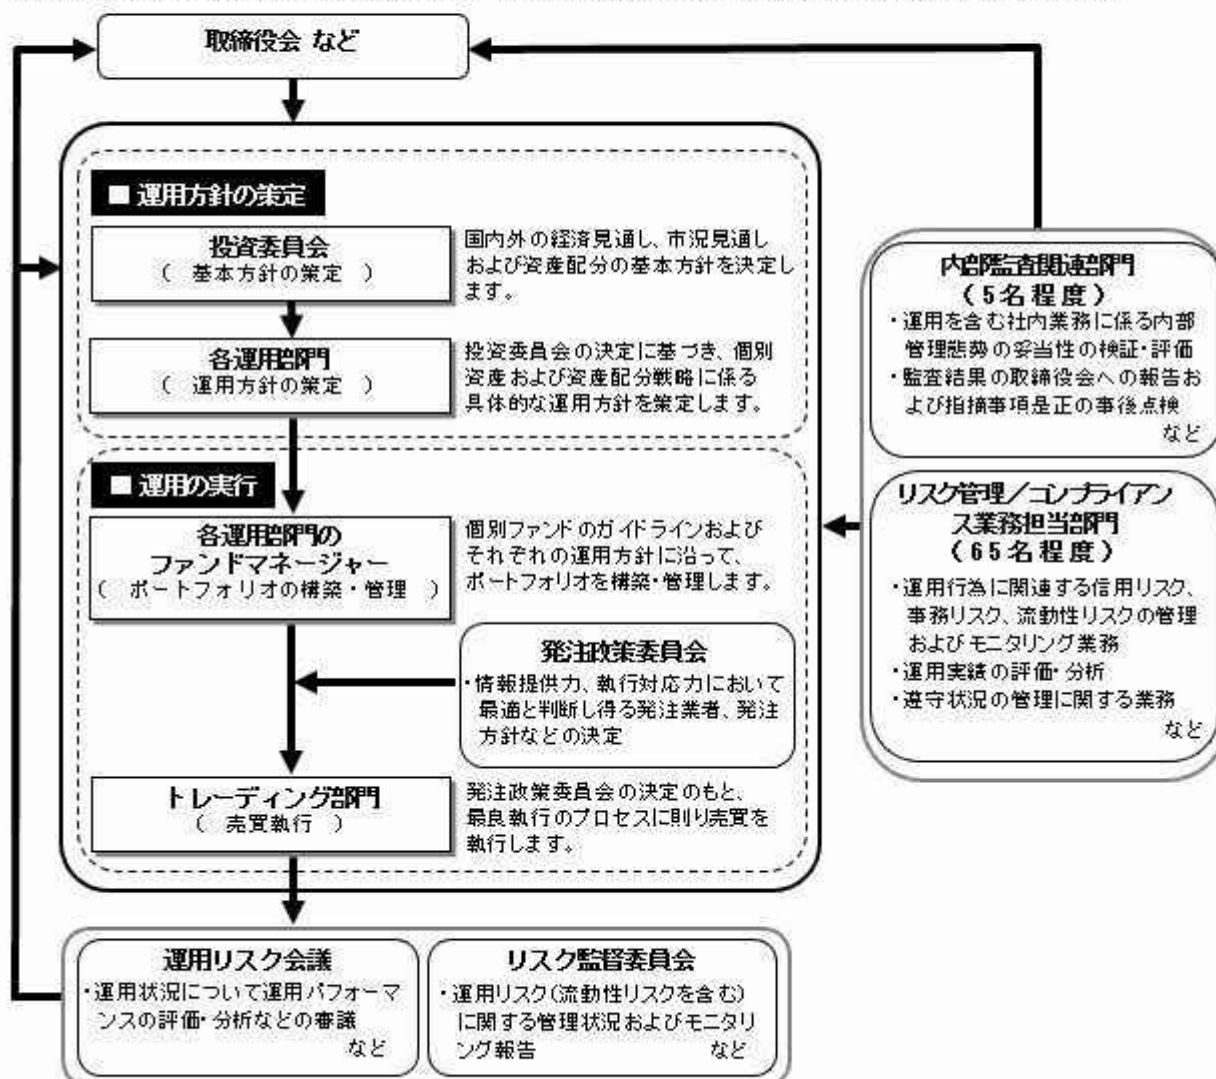 取締役会 など
■ 運用方針の策定
投資委員会
( 基本方針の策定 )
国内外の経済見通し、市況見通し
および資産配分の基本方針を決定し
ます。
各運用部門
( 運用方針の策定 )
投資委員会の決定に基づき、個別
資産および資産配分戦略に係る
具体的な運用方針を策定します。
■ 運用の実行
各運用部門の
ファンドマネージャー
( ポートフォリオの構築・管理 )
個別ファンドのガイドラインおよび
それぞれの運用方針に沿って、
ポートフォリオを構築・管理します。
発注政策委員会
・情報提供力、執行対応力において
最適と判断し得る発注業者、発注
方針などの決定
トレーディング部門
( 売買執行 )
発注政策委員会の決定のもと、
最良執行のプロセスに則り売買を
執行します。
内部監査関連部門
(5名程度)
・運用を含む社内業務に係る内部
管理態勢の妥当性の検証・評価
・監査結果の取締役会への報告お
よび指摘事項是正の事後点検
など
リスク管理/コンプライアン
ス業務担当部門
(65名程度)
・運用行為に関連する信用リスク、
事務リスク、流動性リスクの管理
およびモニタリング業務
・運用実績の評価・分析
・遵守状況の管理に関する業務
など
運用リスク会議
・運用状況について運用パフォーマ
ンスの評価・分析などの審議
など
リスク監督委員会
・運用リスク(流動性リスクを含む)
に関する管理状況およびモニタリ
ング報告 など